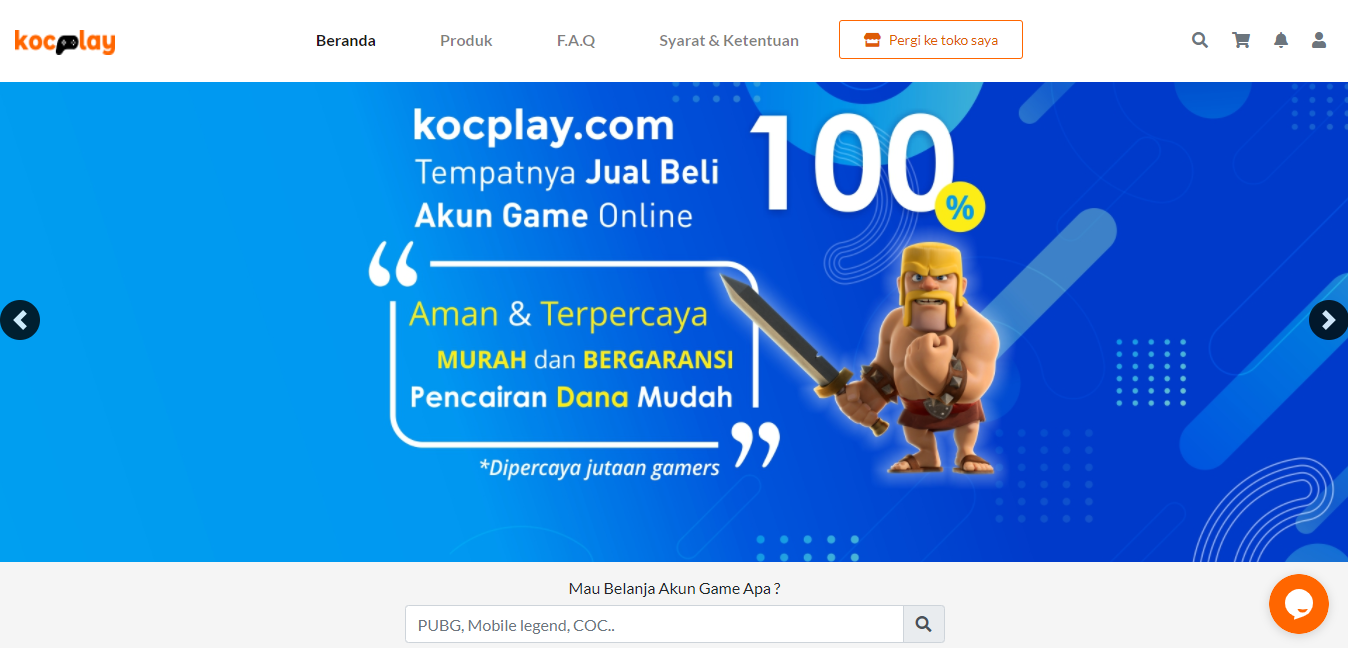 kocplay
Beranda
Produk
F.A.Q
Syarat & Ketentuan
Pergi ke toko saya
kocplay.com
Tempatnya Jual Beli
Akun Game Online
100%
“
Aman & Terpercaya
MURAH dan BERGARANSI
Pencairan Dana Mudah
”
*Dipercaya jutaan gamers
Mau Belanja Akun Game Apa ?
PUBG, Mobile legend, COC..